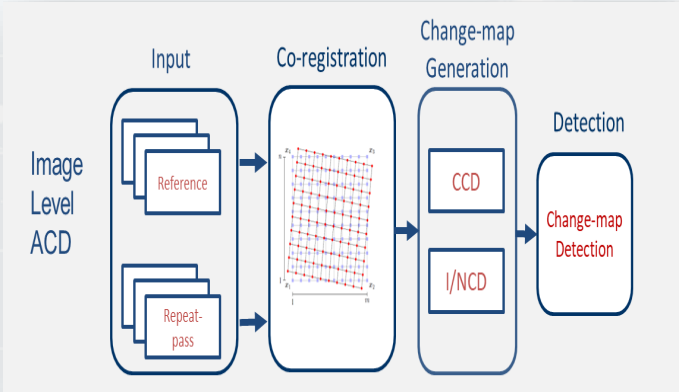 Image
Level
ACD
Input
Reference
Repeat-
pass
Co-registration
Change-map
Generation
CCD
I/NCD
Detection
Change-map
Detection